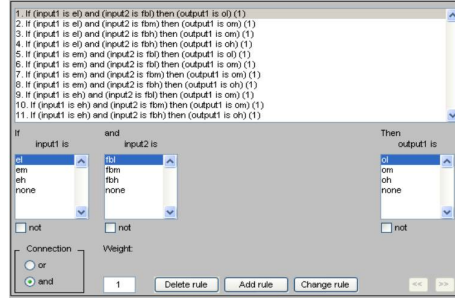 1. If (input1 is el) and (input2 is fbl) then (output1 is ol) (1)
2. If (input1 is el) and (input2 is fbm) then (output1 is om) (1)
3. If (input1 is el) and (input2 is fbh) then (output1 is om) (1)
4. If (input1 is el) and (input2 is fbh) then (output1 is oh) (1)
5. If (input1 is em) and (input2 is fbl) then (output1 is ol) (1)
6. If (input1 is em) and (input2 is fbl) then (output1 is om) (1)
7. If (input1 is em) and (input2 is fbm) then (output1 is om) (1)
8. If (input1 is em) and (input2 is fbh) then (output1 is oh) (1)
9. If (input1 is eh) and (input2 is fbl) then (output1 is om) (1)
10. If (input1 is eh) and (input2 is fbm) then (output1 is om) (1)
11. If (input1 is eh) and (input2 is fbh) then (output1 is oh) (1)
If and Then
input1 is input2 is output1 is
el fbl ol
em fbm om
eh fbh oh
none none none
not not
Connection Weight:
or
and 1 Delete rule Add rule Change rule << >>